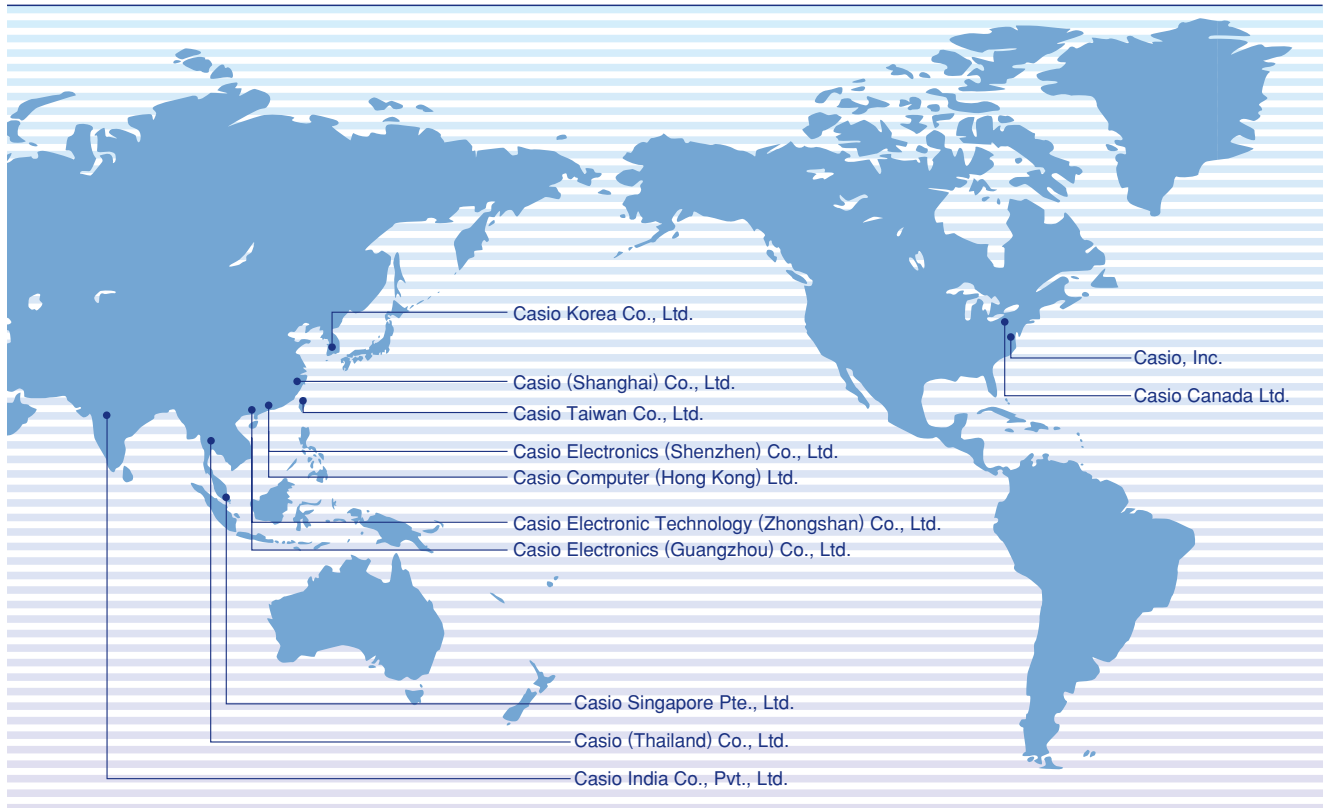 Casio Korea Co., Ltd.
Casio, Inc.
Casio (Shanghai) Co., Ltd.
Casio Canada Ltd.
Casio Taiwan Co., Ltd.
Casio Electronics (Shenzhen) Co., Ltd.
Casio Computer (Hong Kong) Ltd.
Casio Electronic Technology (Zhongshan) Co., Ltd.
Casio Electronics (Guangzhou) Co., Ltd.
Casio Singapore Pte., Ltd.
Casio (Thailand) Co., Ltd.
Casio India Co., Pvt., Ltd.